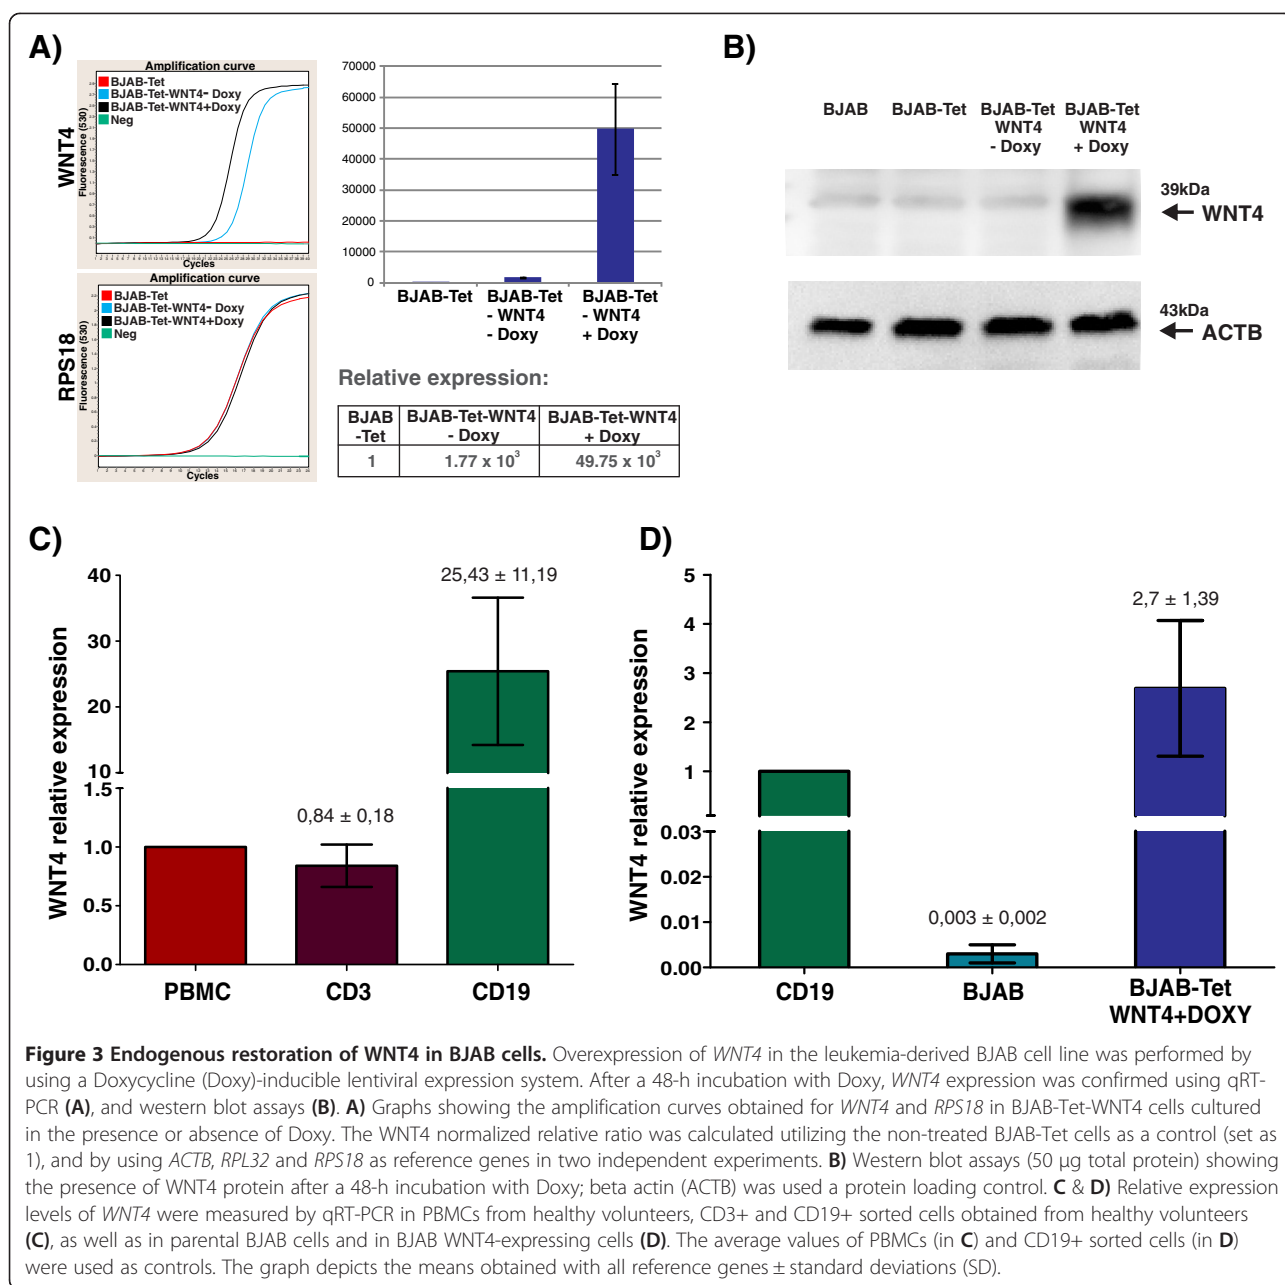 A)
Amplification curve
BJAB-Tet
BJAB-Tet-WNT4- Doxy
BJAB-Tet-WNT4+Doxy
Neg
WNT4
Fluorescence (530)
Cycles
Amplification curve
BJAB-Tet
BJAB-Tet-WNT4- Doxy
BJAB-Tet-WNT4+Doxy
Neg
RPS18
Fluorescence (530)
Cycles
70000
60000
50000
40000
30000
20000
10000
0
BJAB-Tet
BJAB-Tet
- WNT4
- Doxy
BJAB-Tet
- WNT4
+ Doxy
Relative expression:
BJAB
-Tet
BJAB-Tet-WNT4
- Doxy
BJAB-Tet-WNT4
+ Doxy
1
1.77 x 10³
49.75 x 10³
B)
BJAB
BJAB-Tet
BJAB-Tet
WNT4
- Doxy
BJAB-Tet
WNT4
+ Doxy
39kDa
WNT4
43kDa
ACTB
C)
WNT4 relative expression
40
30
20
10
1.5
1.0
0.5
0.0
0,84 ± 0,18
25,43 ± 11,19
PBMC
CD3
CD19
D)
WNT4 relative expression
5
4
3
2
1
0.03
0.02
0.01
0.00
0,003 ± 0,002
2,7 ± 1,39
CD19
BJAB
BJAB-Tet
WNT4+DOXY
Figure 3 Endogenous restoration of WNT4 in BJAB cells. Overexpression of WNT4 in the leukemia-derived BJAB cell line was performed by
using a Doxycycline (Doxy)-inducible lentiviral expression system. After a 48-h incubation with Doxy, WNT4 expression was confirmed using qRT-
PCR (A), and western blot assays (B). A) Graphs showing the amplification curves obtained for WNT4 and RPS18 in BJAB-Tet-WNT4 cells cultured
in the presence or absence of Doxy. The WNT4 normalized relative ratio was calculated utilizing the non-treated BJAB-Tet cells as a control (set as
1), and by using ACTB, RPL32 and RPS18 as reference genes in two independent experiments. B) Western blot assays (50 μg total protein) showing
the presence of WNT4 protein after a 48-h incubation with Doxy; beta actin (ACTB) was used a protein loading control. C & D) Relative expression
levels of WNT4 were measured by qRT-PCR in PBMCs from healthy volunteers, CD3+ and CD19+ sorted cells obtained from healthy volunteers
(C), as well as in parental BJAB cells and in BJAB WNT4-expressing cells (D). The average values of PBMCs (in C) and CD19+ sorted cells (in D)
were used as controls. The graph depicts the means obtained with all reference genes ± standard deviations (SD).